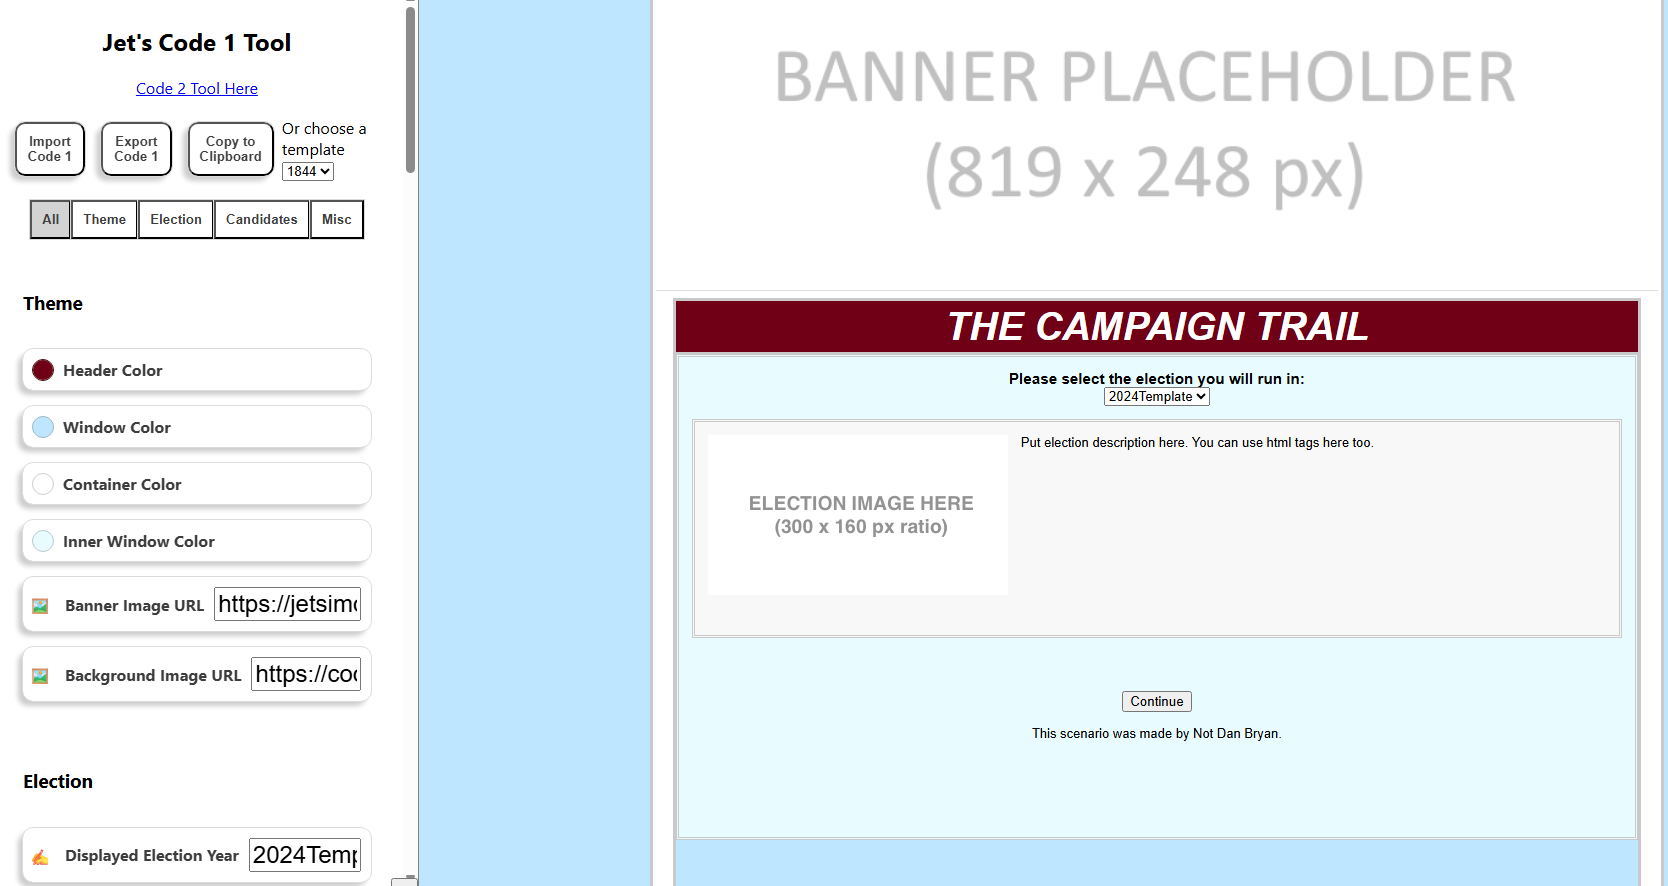 Jet's Code 1 Tool
Code 2 Tool Here
Import
Code 1
Export
Code 1
Copy to
Clipboard
Or choose a
template
1844
All
Theme
Election
Candidates
Misc
Theme
Header Color
Window Color
Container Color
Inner Window Color
Banner Image URL
https://jetsim
Background Image URL
https://co
Election
Displayed Election Year
2024Temp
BANNER PLACEHOLDER
(819 x 248 px)
THE CAMPAIGN TRAIL
Please select the election you will run in:
2024Template
ELECTION IMAGE HERE
(300 x 160 px ratio)
Put election description here. You can use html tags here too.
Continue
This scenario was made by Not Dan Bryan.